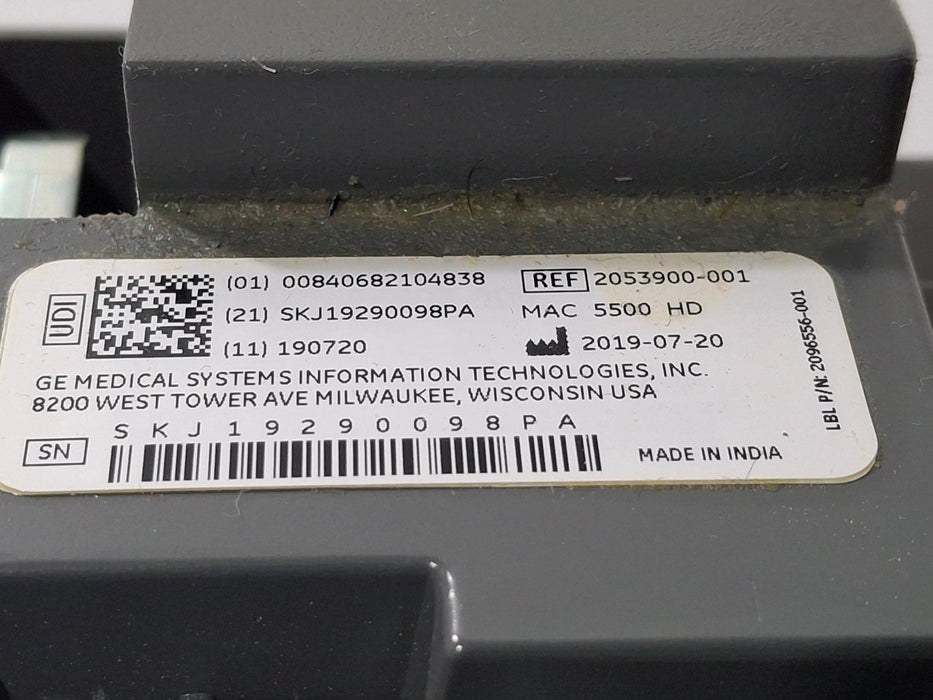 UDI
(01) 00840682104838
(21) SKJ19290098PA
(11) 190720
REF 2053900-001
MAC 5500 HD
2019-07-20
GE MEDICAL SYSTEMS INFORMATION TECHNOLOGIES, INC.
8200 WEST TOWER AVE MILWAUKEE, WISCONSIN USA
SN
SKJ19290098PA
MADE IN INDIA
LBL P/N: 2096556-001